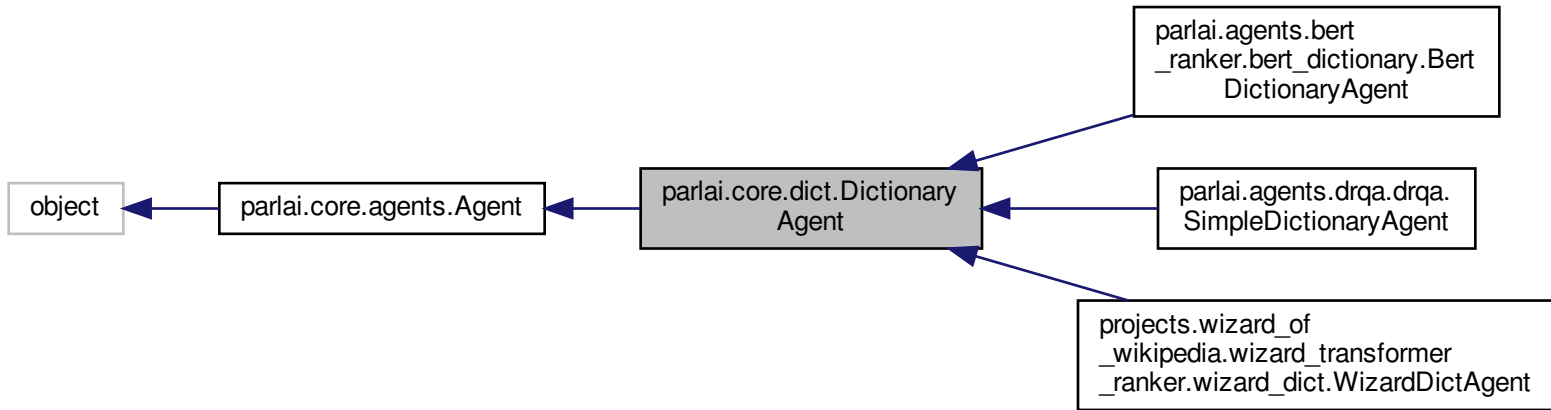 object
parlai.core.agents.Agent
parlai.core.dict.Dictionary
Agent
parlai.agents.bert
_ranker.bert_dictionary.Bert
DictionaryAgent
parlai.agents.drqa.drqa.
SimpleDictionaryAgent
projects.wizard_of
_wikipedia.wizard_transformer
_ranker.wizard_dict.WizardDictAgent